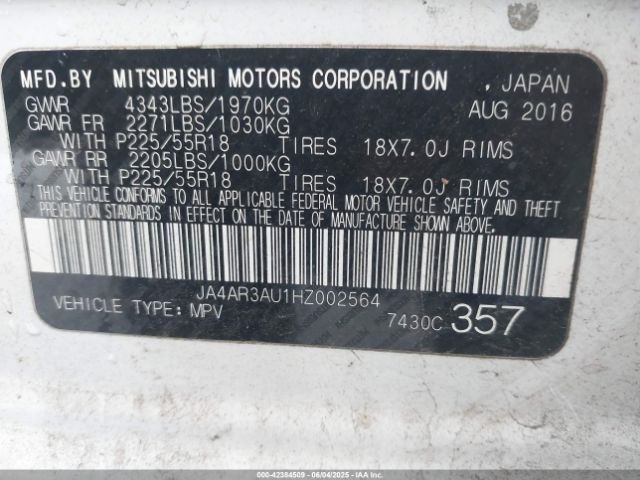 MFD.BY MITSUBISHI MOTORS CORPORATION , JAPAN
GVWR 4343LBS/1970KG AUG 2016
GAWR FR 2271LBS/1030KG
WITH P225/55R18 TIRES 18X7.0J RIMS
GAWR RR 2205LBS/1000KG
WITH P225/55R18 TIRES 18X7.0J RIMS
THIS VEHICLE CONFORMS TO ALL APPLICABLE FEDERAL MOTOR VEHICLE SAFETY AND THEFT
PREVENTION STANDARDS IN EFFECT ON THE DATE OF MANUFACTURE SHOWN ABOVE.
JA4AR3AU1HZ002564
VEHICLE TYPE: MPV 7430C 357
000-42384509 - 06/04/2025 - IAAI.COM